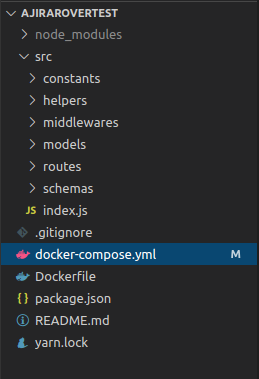 AJIRAROVERTEST
node_modules
src
constants
helpers
middlewares
models
routes
schemas
JS index.js
.gitignore
docker-compose.yml M
Dockerfile
{} package.json
README.md
yarn.lock